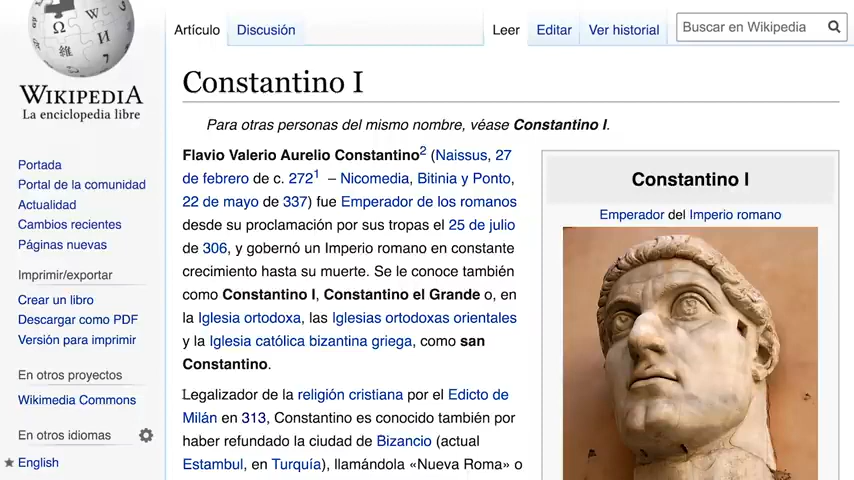 Artículo
Discusión
Leer
Editar
Ver historial
Buscar en Wikipedia
WIKIPEDIA
La enciclopedia libre
Portada
Portal de la comunidad
Actualidad
Cambios recientes
Páginas nuevas
Imprimir/exportar
Crear un libro
Descargar como PDF
Versión para imprimir
En otros proyectos
Wikimedia Commons
En otros idiomas
English
Constantino I
Para otras personas del mismo nombre, véase Constantino I.
Flavio Valerio Aurelio Constantino2 (Naissus, 27
de febrero de c. 2721 – Nicomedia, Bitinia y Ponto,
22 de mayo de 337) fue Emperador de los romanos
desde su proclamación por sus tropas el 25 de julio
de 306, y gobernó un Imperio romano en constante
crecimiento hasta su muerte. Se le conoce también
como Constantino I, Constantino el Grande o, en
la Iglesia ortodoxa, las Iglesias ortodoxas orientales
y la Iglesia católica bizantina griega, como san
Constantino.
Legalizador de la religión cristiana por el Edicto de
Milán en 313, Constantino es conocido también por
haber refundado la ciudad de Bizancio (actual
Estambul, en Turquía), llamándola «Nueva Roma» o
Constantino I
Emperador del Imperio romano